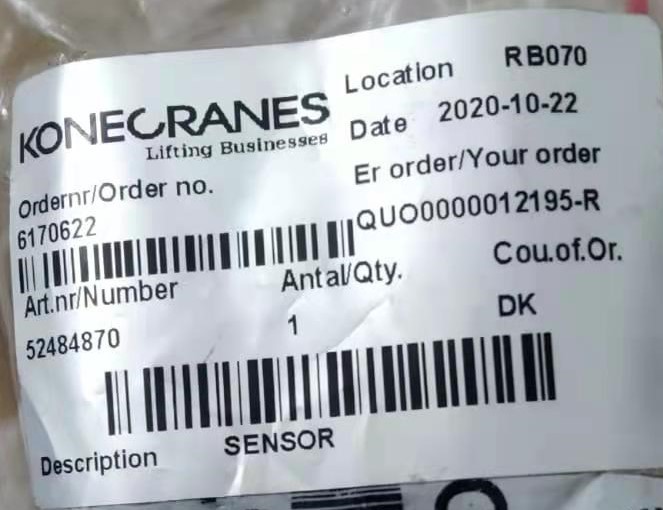 KONECRANES
Lifting Businesses
Location RB070
Date 2020-10-22
Ordernr/Order no.
6170622
Er order/Your order
QUO0000012195-R
Art.nr/Number
52484870
Antal/Qty.
1
Cou.of.Or.
DK
Description SENSOR